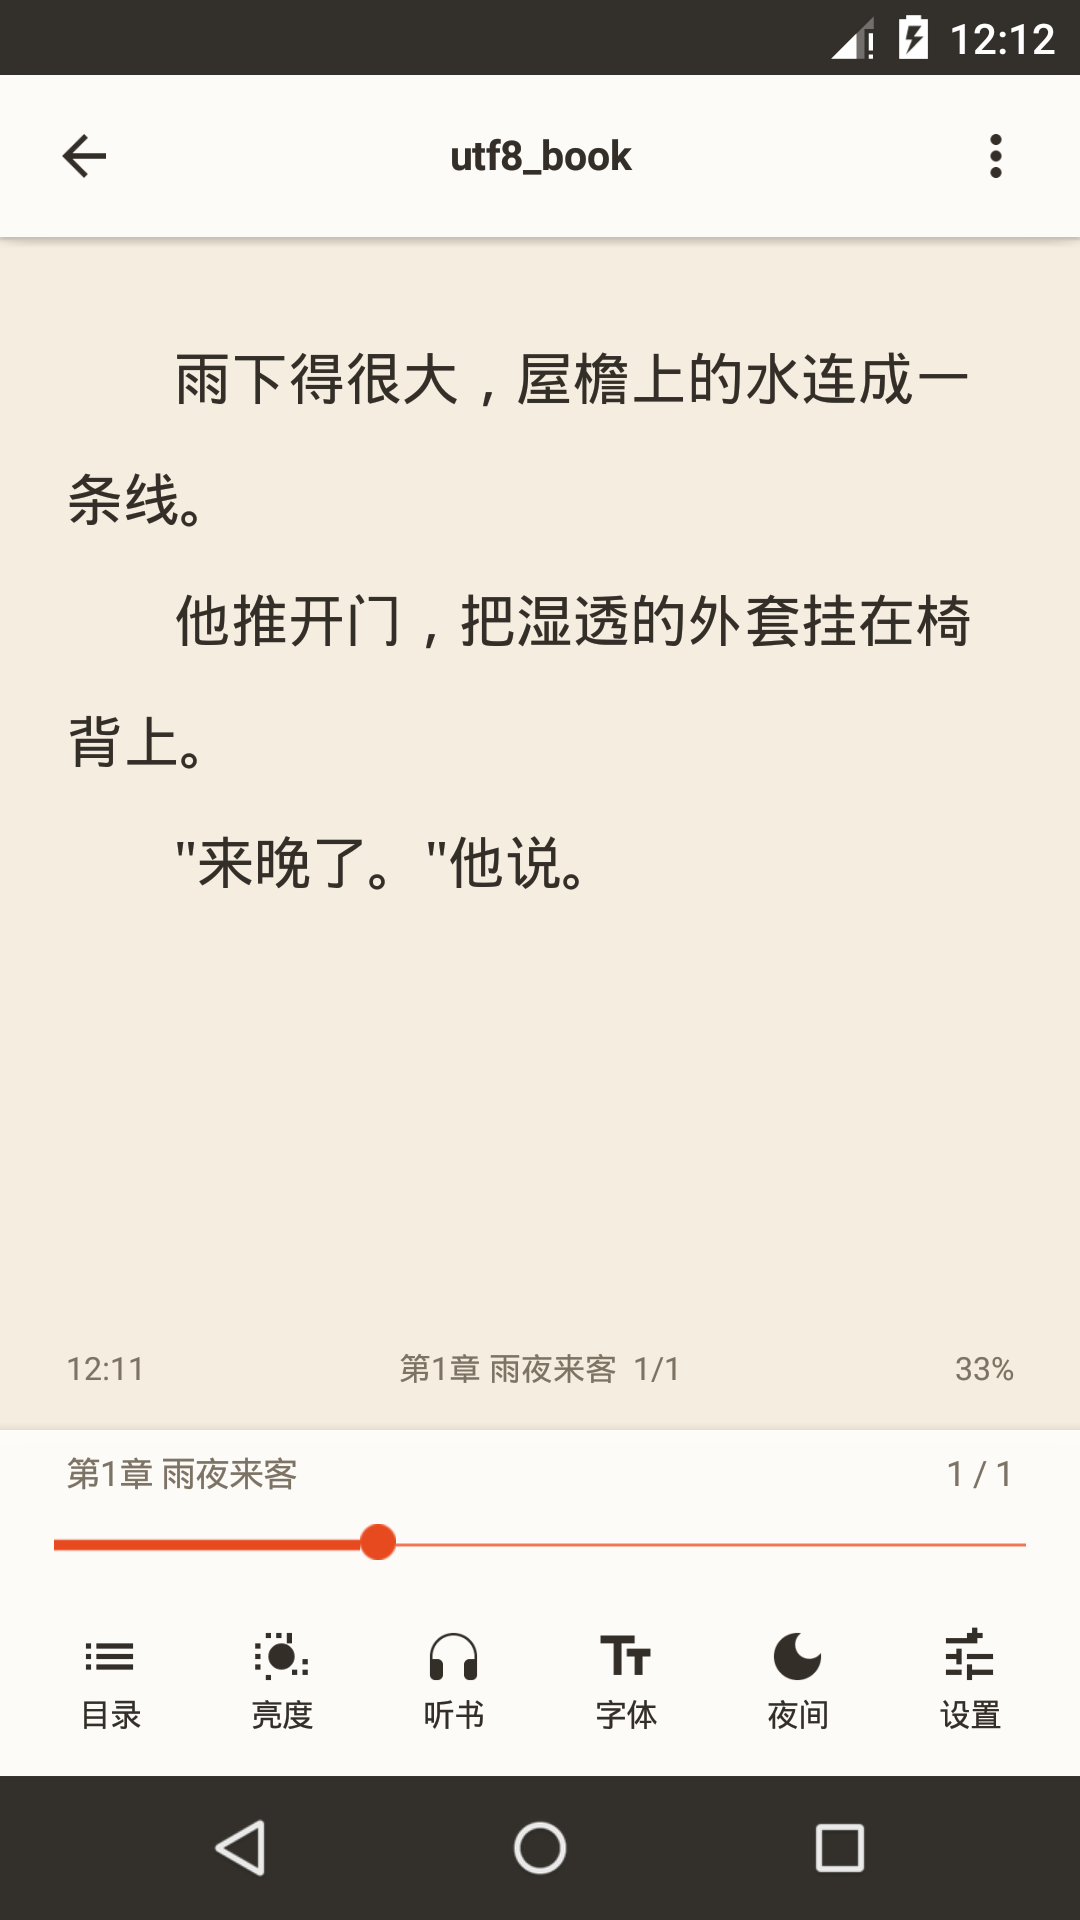 12:12
utf8_book
雨下得很大，屋檐上的水连成一
条线。
他推开门，把湿透的外套挂在椅
背上。
"来晚了。"他说。
12:11 第1章 雨夜来客 1/1 33%
第1章 雨夜来客 1 / 1
目录 亮度 听书 字体 夜间 设置